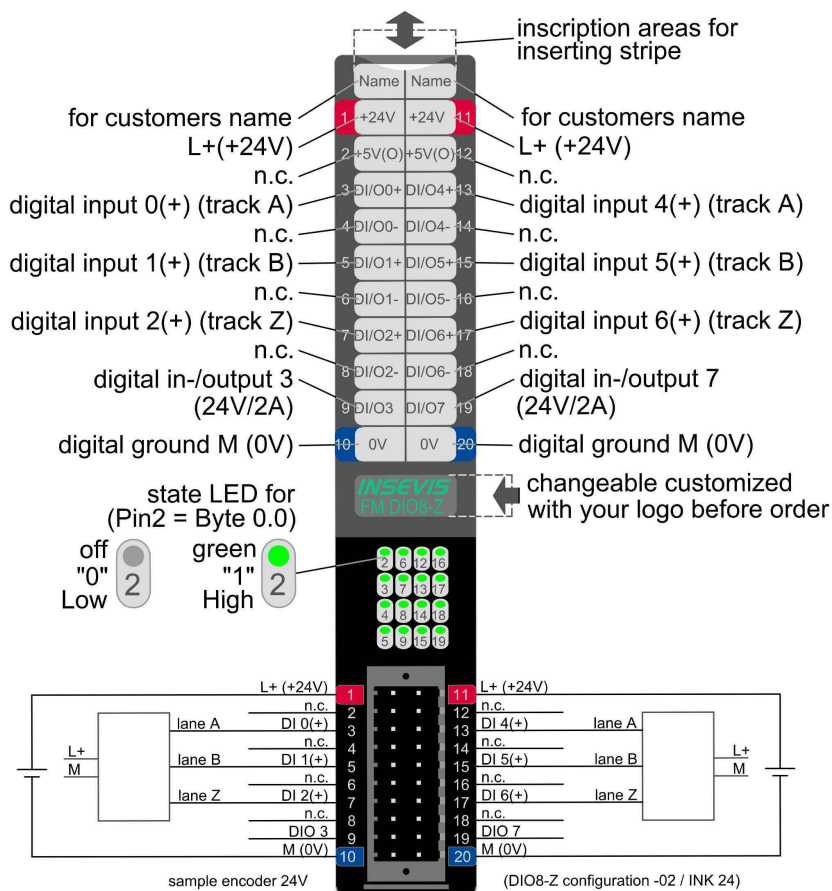 inscription areas for
inserting stripe
Name Name
for customers name
for customers name
1 +24V +24V 11
L+(+24V)
L+ (+24V)
2 +5V(O) +5V(O) 12
n.c.
n.c.
3 DI/O0+ DI/O4+ 13
digital input 0(+) (track A)
digital input 4(+) (track A)
4 DI/O0- DI/O4- 14
n.c.
n.c.
5 DI/O1+ DI/O5+ 15
digital input 1(+) (track B)
digital input 5(+) (track B)
6 DI/O1- DI/O5- 16
n.c.
n.c.
7 DI/O2+ DI/O6+ 17
digital input 2(+) (track Z)
digital input 6(+) (track Z)
8 DI/O2- DI/O6- 18
n.c.
n.c.
9 DI/O3 DI/O7 19
digital in-/output 3
(24V/2A)
digital in-/output 7
(24V/2A)
10 0V 0V 20
digital ground M (0V)
digital ground M (0V)
INSEVIS
FM DIO8-Z
changeable customized
with your logo before order
state LED for
(Pin2 = Byte 0.0)
off
"0"
Low
2
green
"1"
High
2
2 6 12 16
3 7 13 17
4 8 14 18
5 9 15 19
L+ (+24V) 1 11 L+ (+24V)
n.c. 2 12 n.c.
lane A DI 0(+) 3 13 DI 4(+) lane A
n.c. 4 14 n.c.
L+ L+
lane B DI 1(+) 5 15 DI 5(+) lane B
M M
n.c. 6 16 n.c.
lane Z DI 2(+) 7 17 DI 6(+) lane Z
n.c. 8 18 n.c.
DIO 3 9 19 DIO 7
M (0V) 10 20 M (0V)
sample encoder 24V
(DIO8-Z configuration -02 / INK 24)